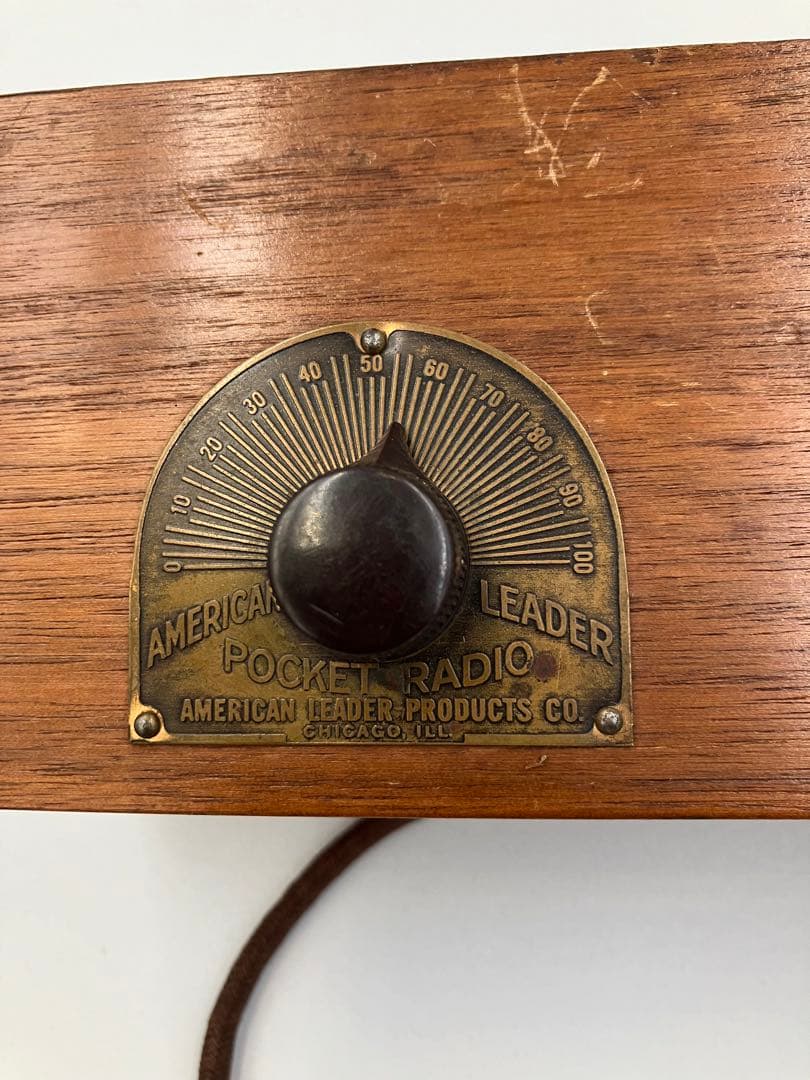 0 10 20 30 40 50 60 70 80 90 100
AMERICAN LEADER
POCKET RADIO
AMERICAN LEADER PRODUCTS CO.
CHICAGO, ILL.